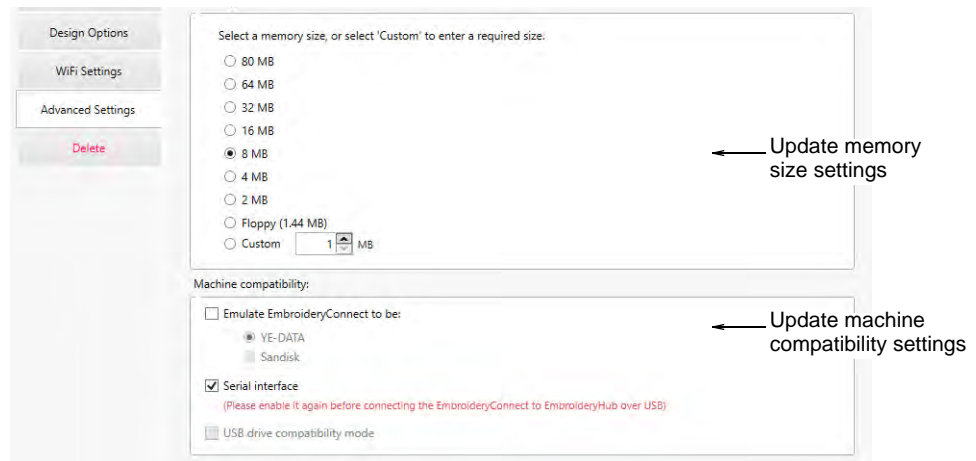 Design Options
WiFi Settings
Advanced Settings
Delete
Select a memory size, or select 'Custom' to enter a required size:
80 MB
64 MB
32 MB
16 MB
8 MB
4 MB
2 MB
Floppy (1.44 MB)
Custom 1 MB
Update memory
size settings
Machine compatibility:
Emulate EmbroideryConnect to be:
YE-DATA
Sandisk
Serial interface
(Please enable it again before connecting the EmbroideryConnect to EmbroideryHub over USB)
USB drive compatibility mode
Update machine
compatibility settings